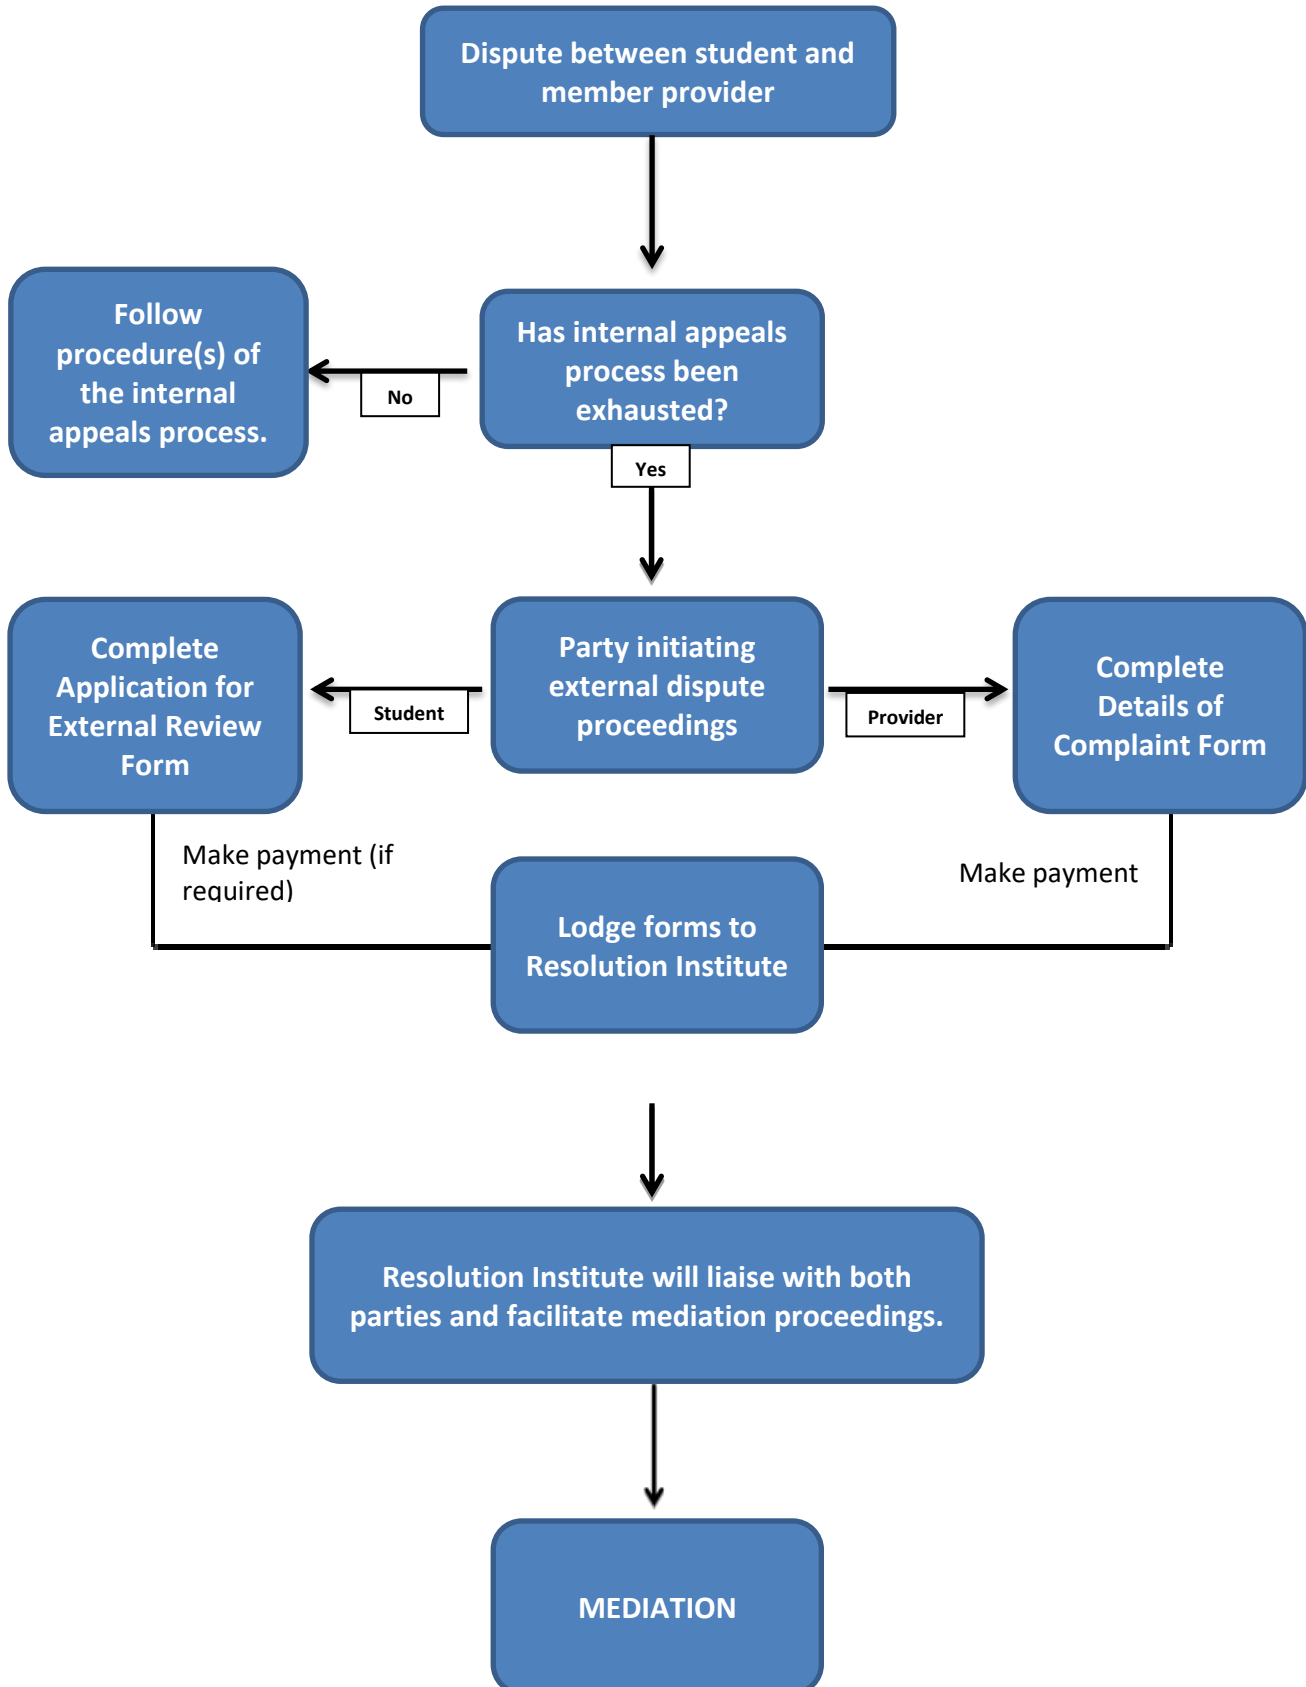 Dispute between student and
member provider
Follow
procedure(s) of
the internal
appeals process.
No
Has internal appeals
process been
exhausted?
Yes
Complete
Application for
External Review
Form
Student
Party initiating
external dispute
proceedings
Provider
Complete
Details of
Complaint Form
Make payment (if
required)
Make payment
Lodge forms to
Resolution Institute
Resolution Institute will liaise with both
parties and facilitate mediation proceedings.
MEDIATION